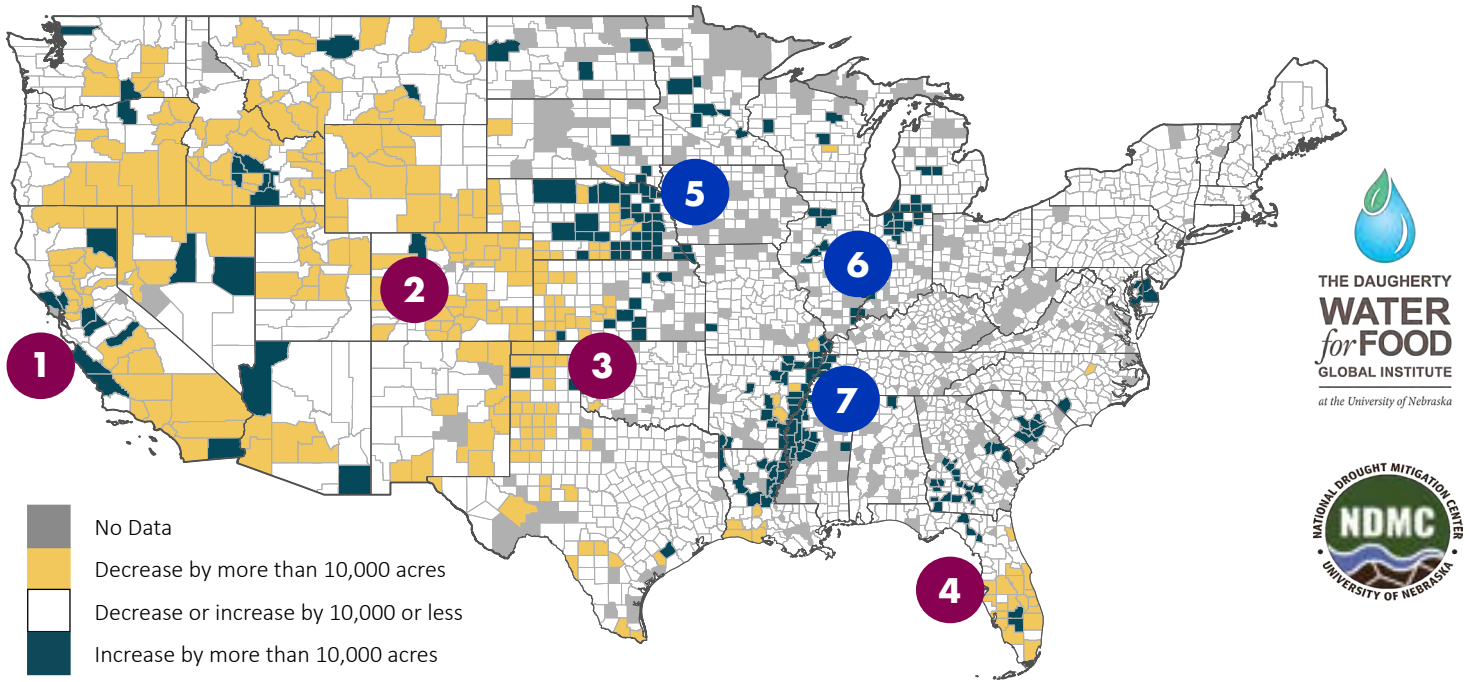 1
2
3
4
5
6
7
No Data
Decrease by more than 10,000 acres
Decrease or increase by 10,000 or less
Increase by more than 10,000 acres
THE DAUGHERTY
WATER
for FOOD
GLOBAL INSTITUTE
at the University of Nebraska
NATIONAL DROUGHT MITIGATION CENTER
NDMC
UNIVERSITY OF NEBRASKA